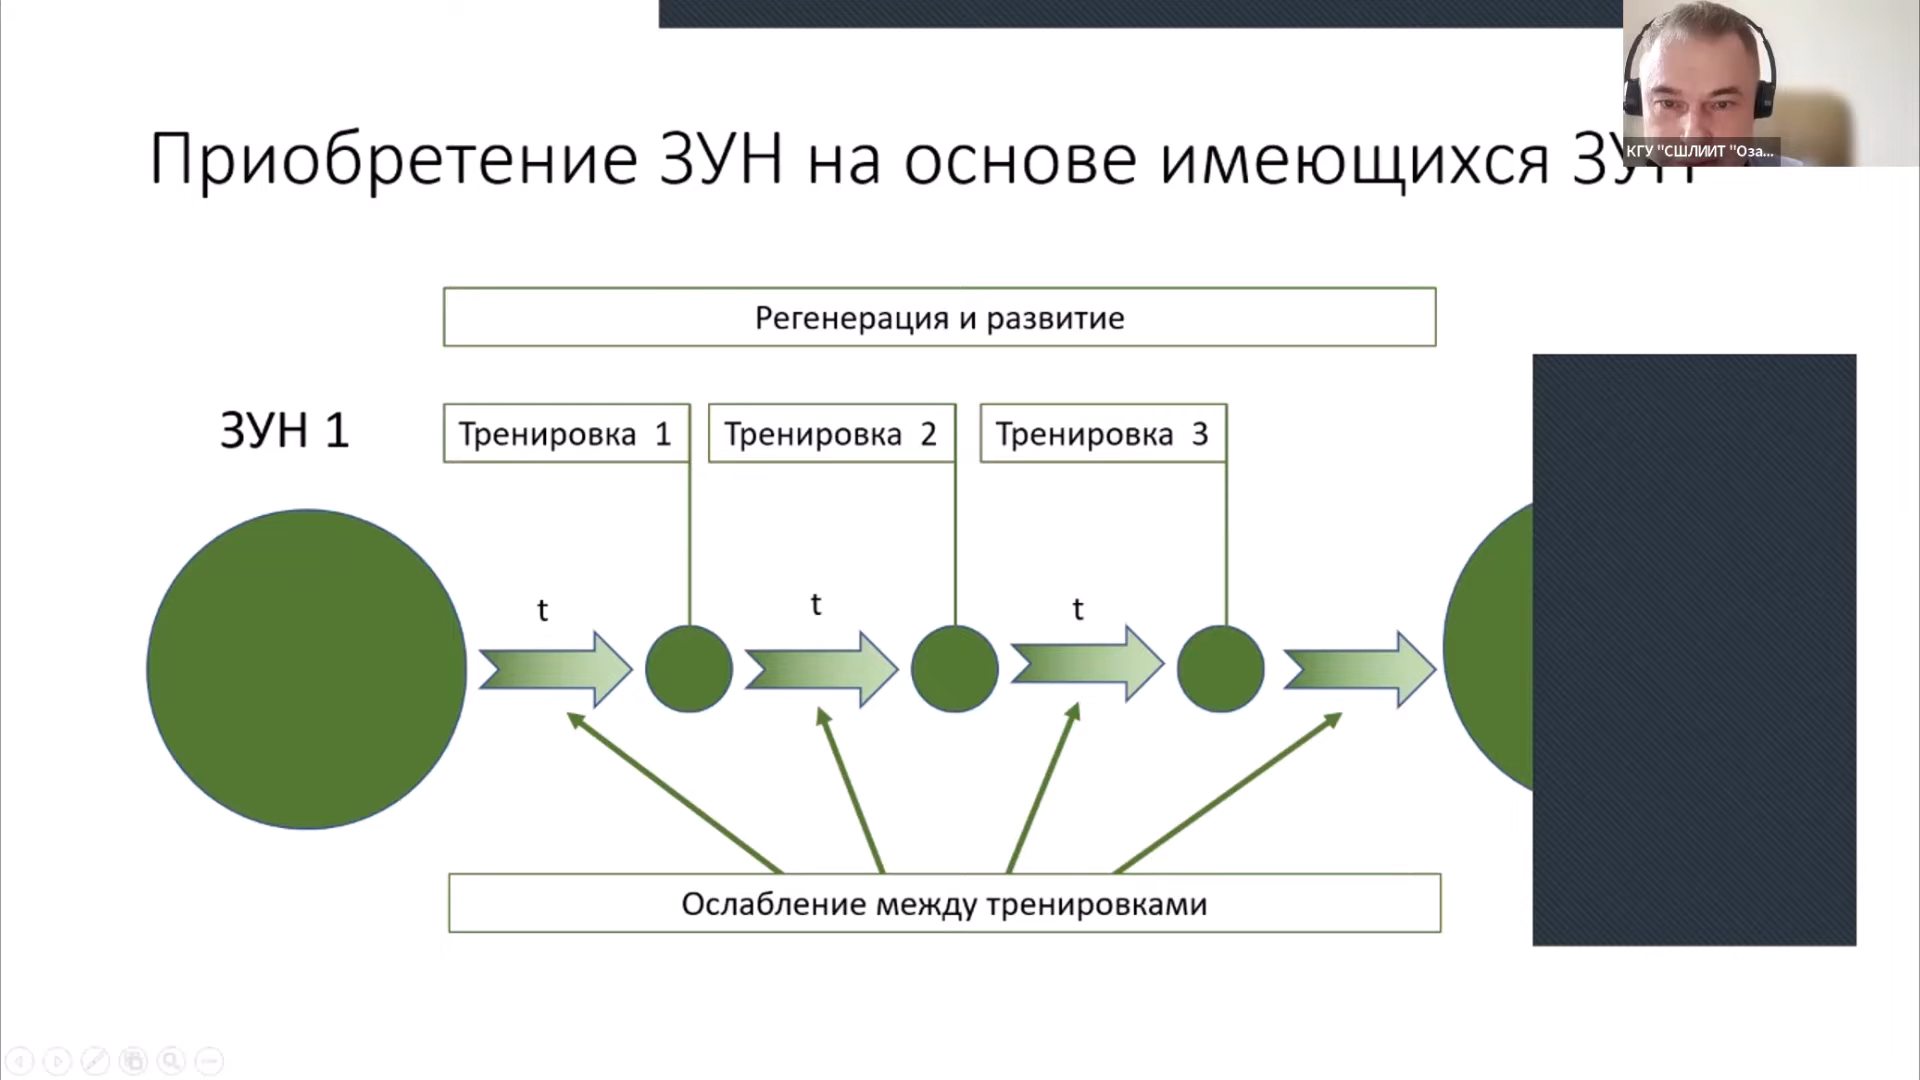 Приобретение ЗУН на основе имеющихся ЗУН
КГУ "СШЛИИТ "Оза...
Регенерация и развитие
ЗУН 1
Тренировка 1
Тренировка 2
Тренировка 3
t
t
t
Ослабление между тренировками